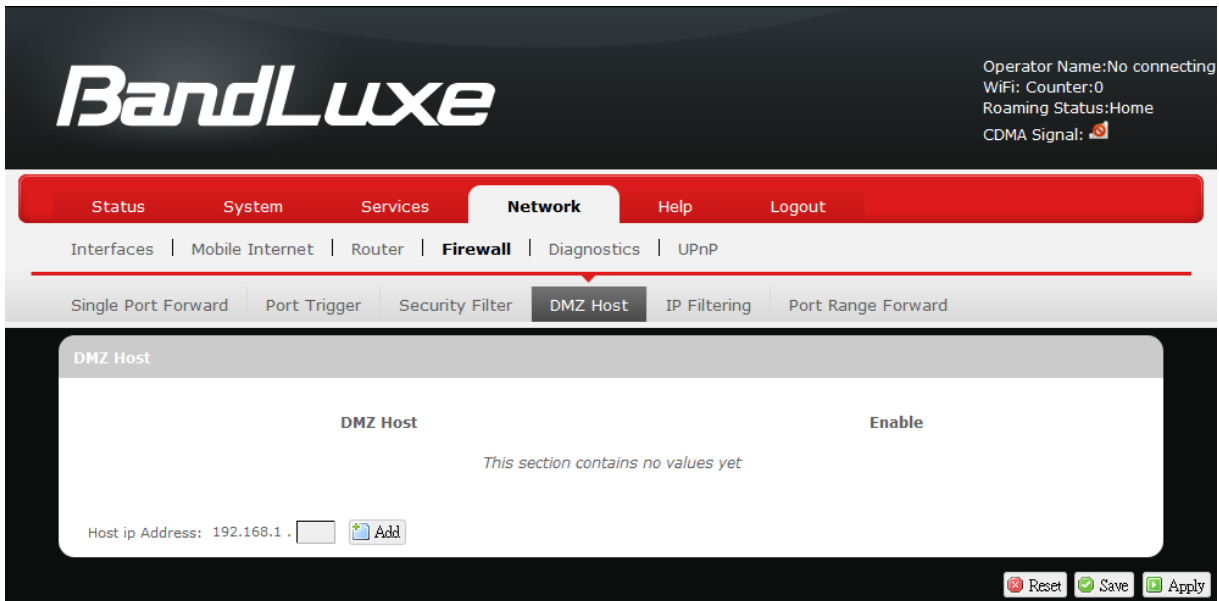 BandLuxe
Operator Name:No connecting
WiFi: Counter:0
Roaming Status:Home
CDMA Signal:
Status System Services Network Help Logout
Interfaces | Mobile Internet | Router | Firewall | Diagnostics | UPnP
Single Port Forward Port Trigger Security Filter DMZ Host IP Filtering Port Range Forward
DMZ Host
DMZ Host Enable
This section contains no values yet
Host ip Address: 192.168.1 . Add
Reset Save Apply